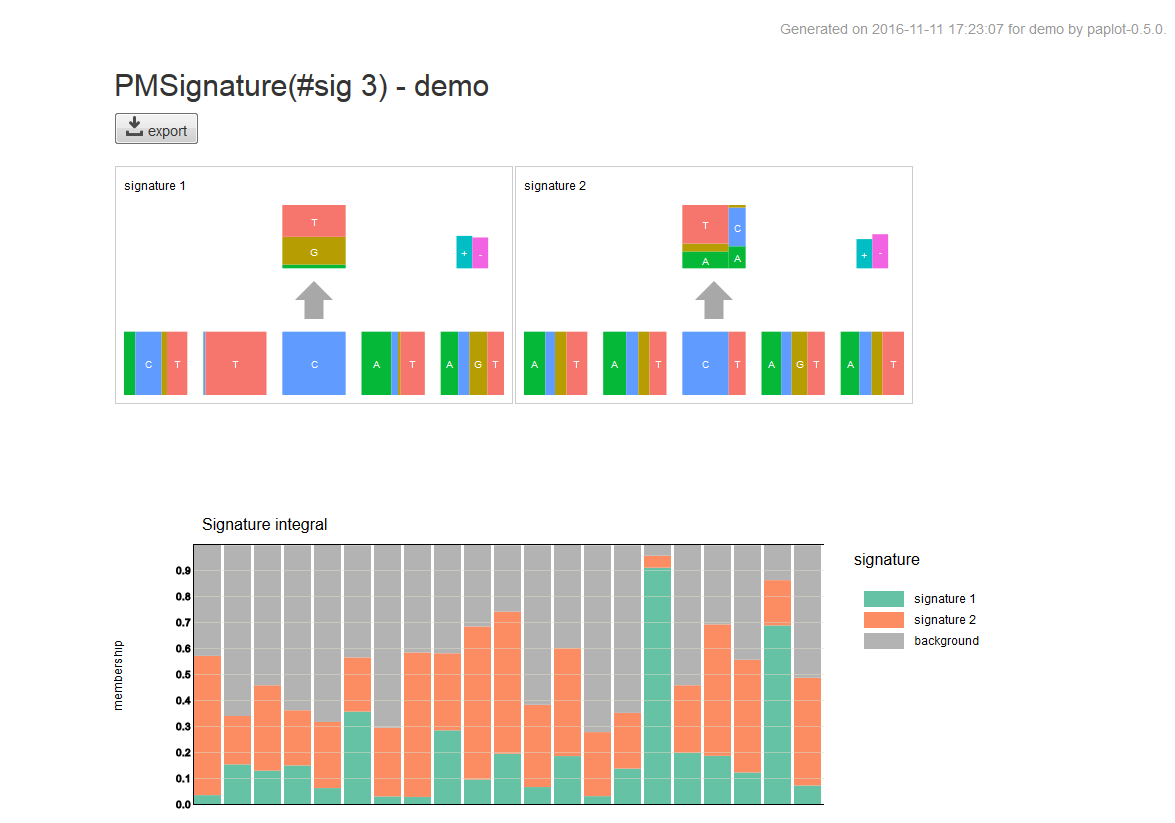 Generated on 2016-11-11 17:23:07 for demo by paplot-0.5.0.
PMSignature(#sig 3) - demo
export
signature 1
T
G
+ -
C T T C A T A G T
signature 2
T C
A A
+ -
A T A T C T A G T A T
Signature integral
membership
0.9
0.8
0.7
0.6
0.5
0.4
0.3
0.2
0.1
0.0
signature
signature 1
signature 2
background